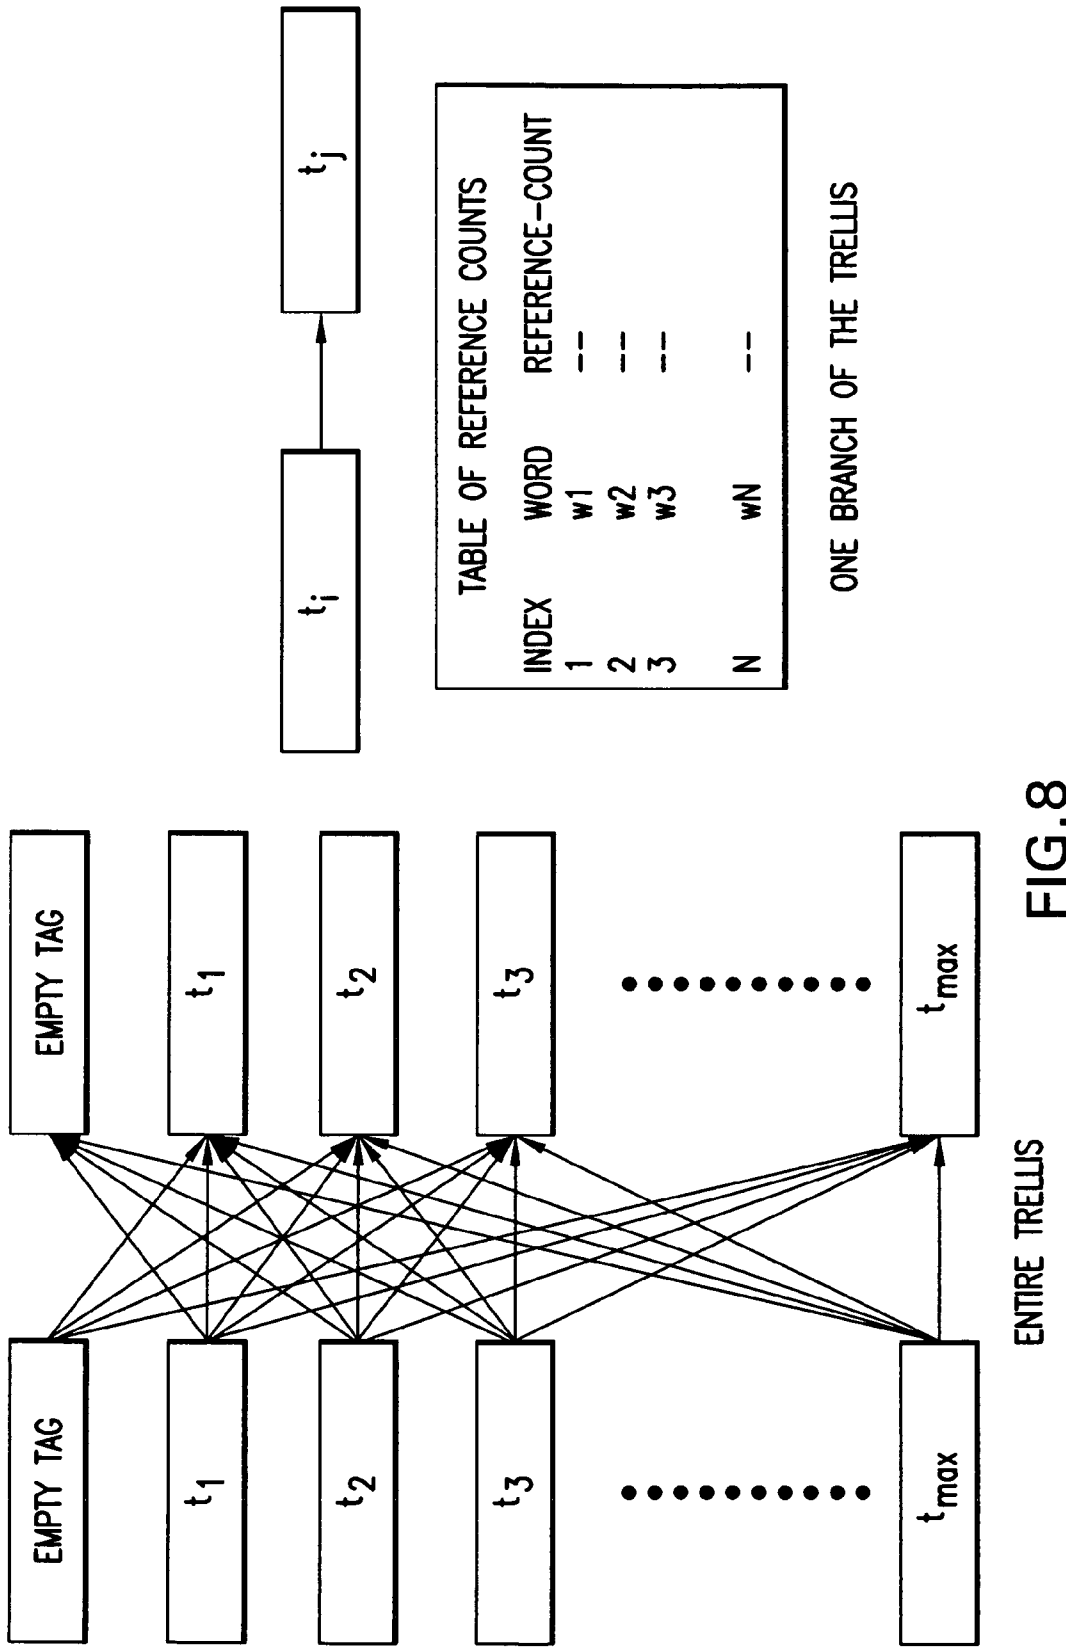 EMPTY TAG EMPTY TAG
t1 t1
t2 t2
t3 t3
tmax tmax
ENTIRE TRELLIS
ti tj
TABLE OF REFERENCE COUNTS
INDEX WORD REFERENCE-COUNT
1 w1 --
2 w2 --
3 w3 --
N wN --
ONE BRANCH OF THE TRELLIS
FIG.8